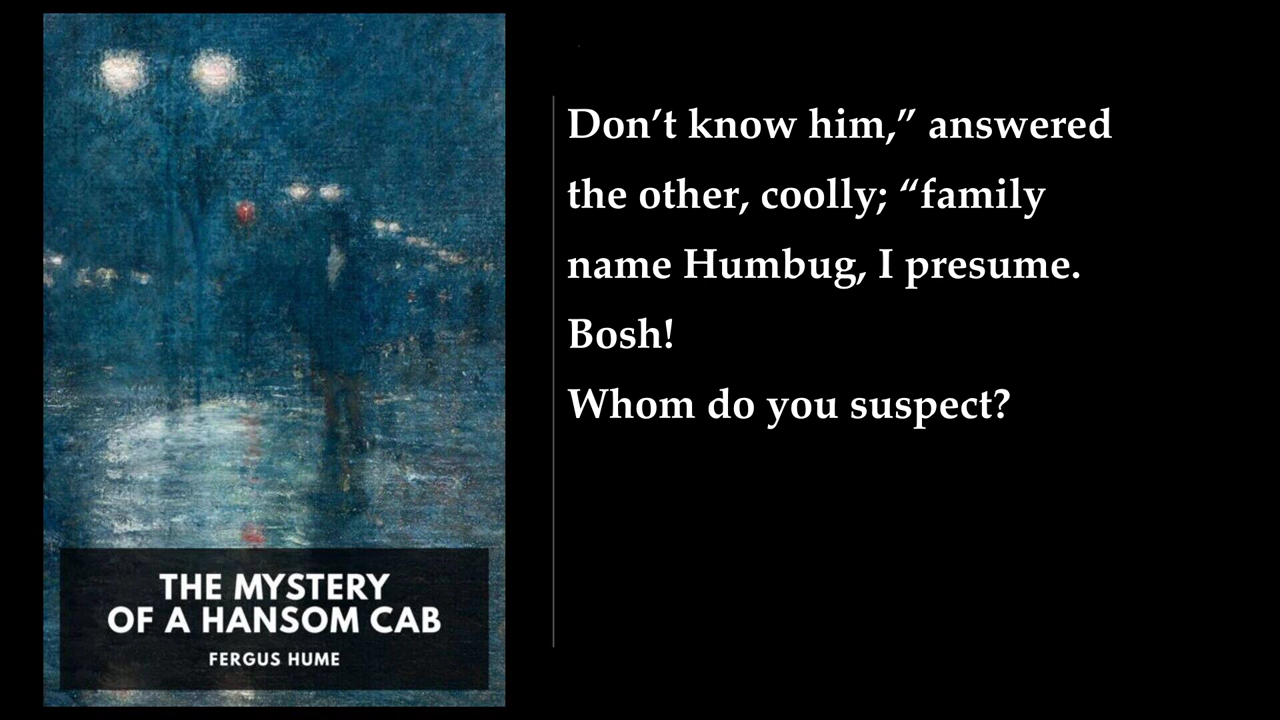 THE MYSTERY
OF A HANSOM CAB
FERGUS HUME
Don’t know him,” answered
the other, coolly; “family
name Humbug, I presume.
Bosh!
Whom do you suspect?